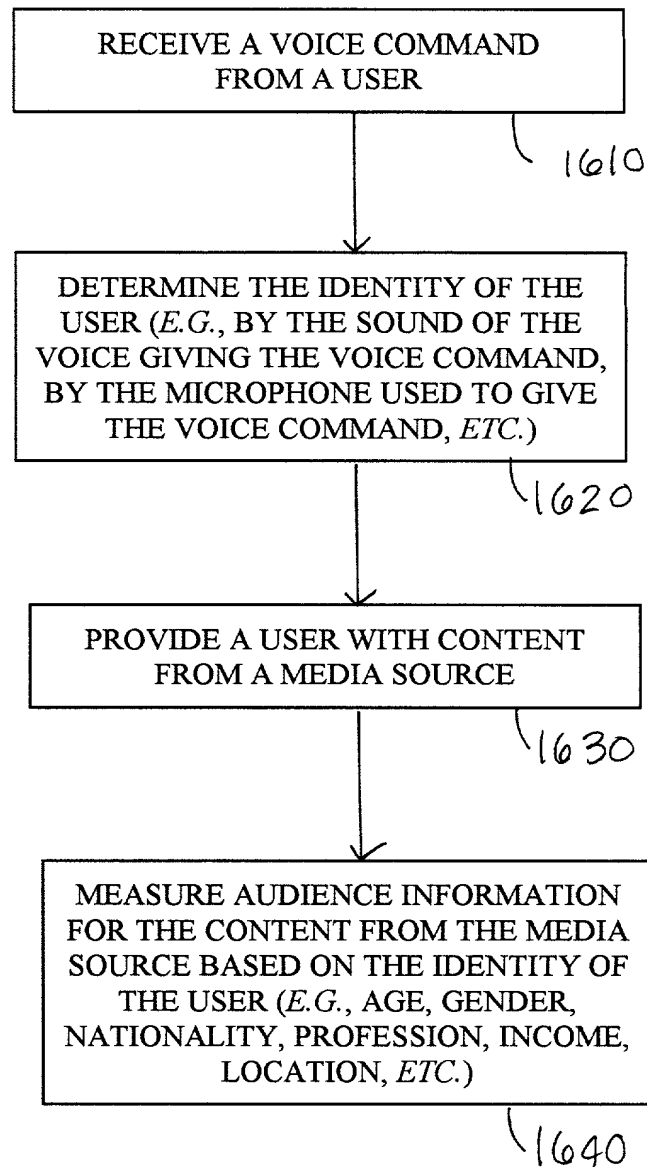 RECEIVE A VOICE COMMAND
FROM A USER
1610
DETERMINE THE IDENTITY OF THE
USER (E.G., BY THE SOUND OF THE
VOICE GIVING THE VOICE COMMAND,
BY THE MICROPHONE USED TO GIVE
THE VOICE COMMAND, ETC.)
1620
PROVIDE A USER WITH CONTENT
FROM A MEDIA SOURCE
1630
MEASURE AUDIENCE INFORMATION
FOR THE CONTENT FROM THE MEDIA
SOURCE BASED ON THE IDENTITY OF
THE USER (E.G., AGE, GENDER,
NATIONALITY, PROFESSION, INCOME,
LOCATION, ETC.)
1640